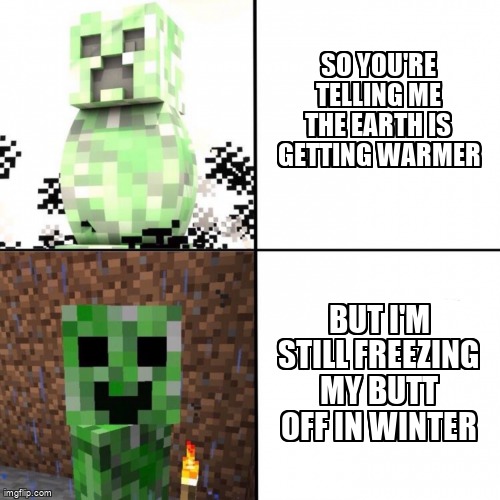 SO YOU'RE
TELLING ME
THE EARTH IS
GETTING WARMER
BUT I'M
STILL FREEZING
MY BUTT
OFF IN WINTER
imgflip.com